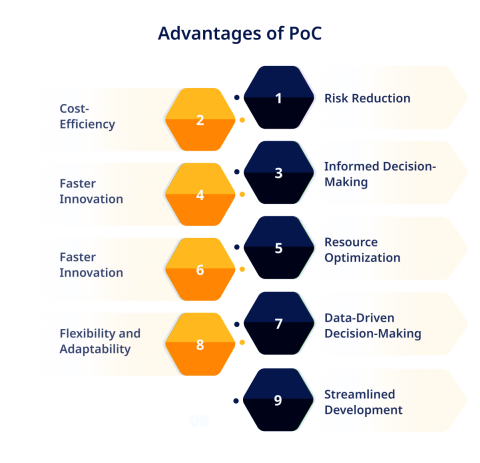 Advantages of PoC
1
Risk Reduction
Cost-
Efficiency
2
3
Informed Decision-
Making
Faster
Innovation
4
5
Resource
Optimization
Faster
Innovation
6
7
Data-Driven
Decision-Making
Flexibility and
Adaptability
8
9
Streamlined
Development